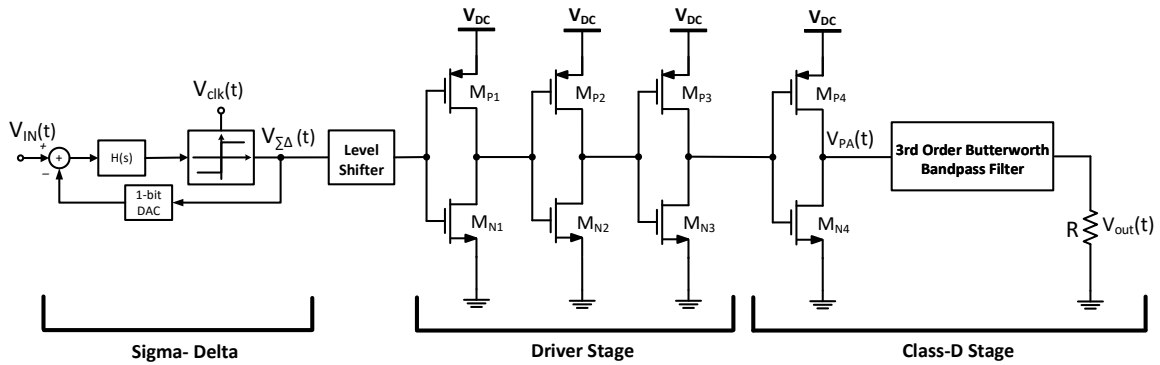 V_DC
V_DC
V_DC
V_DC
M_P1
M_P2
M_P3
M_P4
V_clk(t)
V_IN(t)
+
+
−
H(s)
V_ΣΔ (t)
1-bit
DAC
Level
Shifter
V_PA(t)
3rd Order Butterworth
Bandpass Filter
M_N1
M_N2
M_N3
M_N4
R
V_out(t)
Sigma- Delta
Driver Stage
Class-D Stage